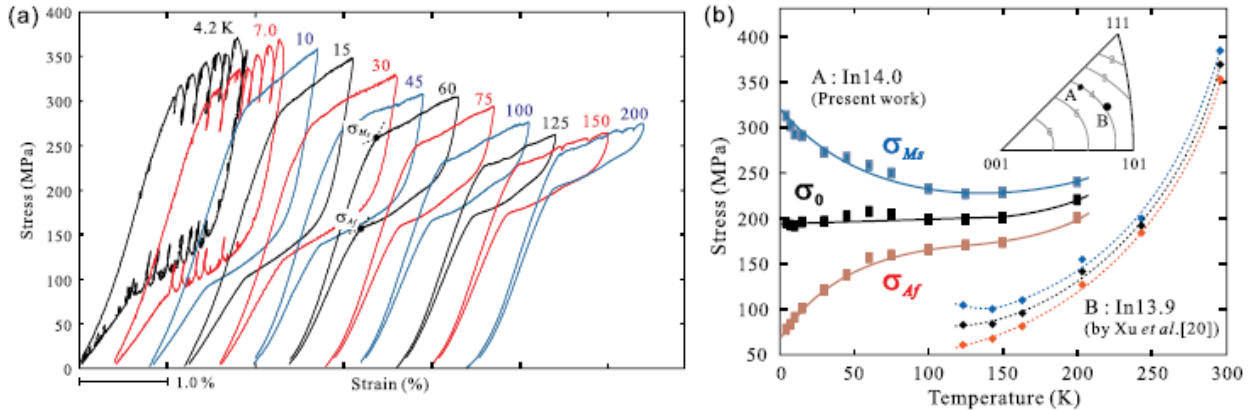 (a)
400
350
300
250
200
150
100
50
0
Stress (MPa)
4.2 K
7.0
10
15
30
45
60
75
100
125
150
200
σMs
σAf
1.0 %
Strain (%)
(b)
400
350
300
250
200
150
100
50
Stress (MPa)
A : In14.0
(Present work)
σMs
σ0
σAf
111
A
B
001
101
B : In13.9
(by Xu et al.[20])
0
50
100
150
200
250
300
Temperature (K)